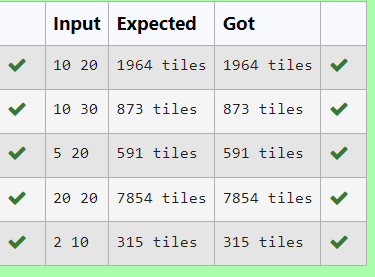 Input Expected Got
10 20 1964 tiles 1964 tiles
10 30 873 tiles 873 tiles
5 20 591 tiles 591 tiles
20 20 7854 tiles 7854 tiles
2 10 315 tiles 315 tiles